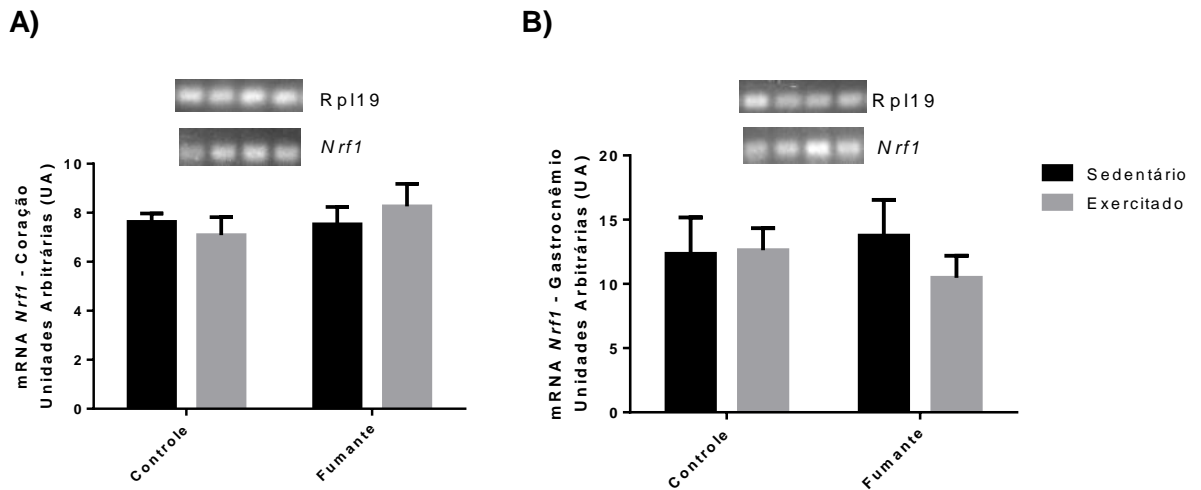 A)
Rpl19
Nrf1
mRNA Nrf1 - Coração
Unidades Arbitrárias (UA)
10
8
6
4
2
0
Controle
Fumante
B)
Rpl19
Nrf1
mRNA Nrf1 - Gastrocnêmio
Unidades Arbitrárias (UA)
20
15
10
5
0
Controle
Fumante
Sedentário
Exercitado